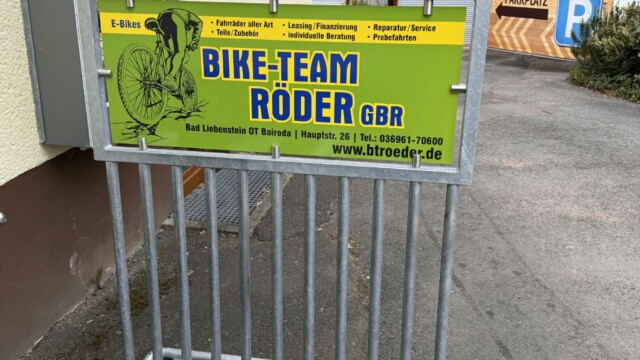 PARKPLATZ
P
E-Bikes • Fahrräder aller Art • Leasing/Finanzierung • Reparatur/Service
• Teile/Zubehör • individuelle Beratung • Probefahrten
BIKE-TEAM
RÖDER GBR
Bad Liebenstein OT Bairoda | Hauptstr. 26 | Tel.: 036961-70600
www.btroeder.de